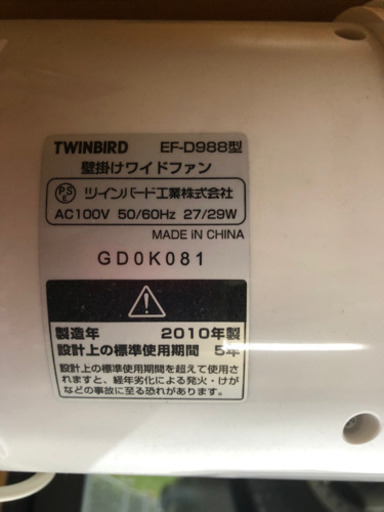 TWINBIRD EF-D988型
壁掛けワイドファン
PSE ツインバード工業株式会社
AC100V 50/60Hz 27/29W
MADE IN CHINA
GD0K081
製造年 2010年製
設計上の標準使用期間 5年
設計上の標準使用期間を超えて使用さ
れますと、経年劣化による発火・けが
などの事故に至る恐れがあります。